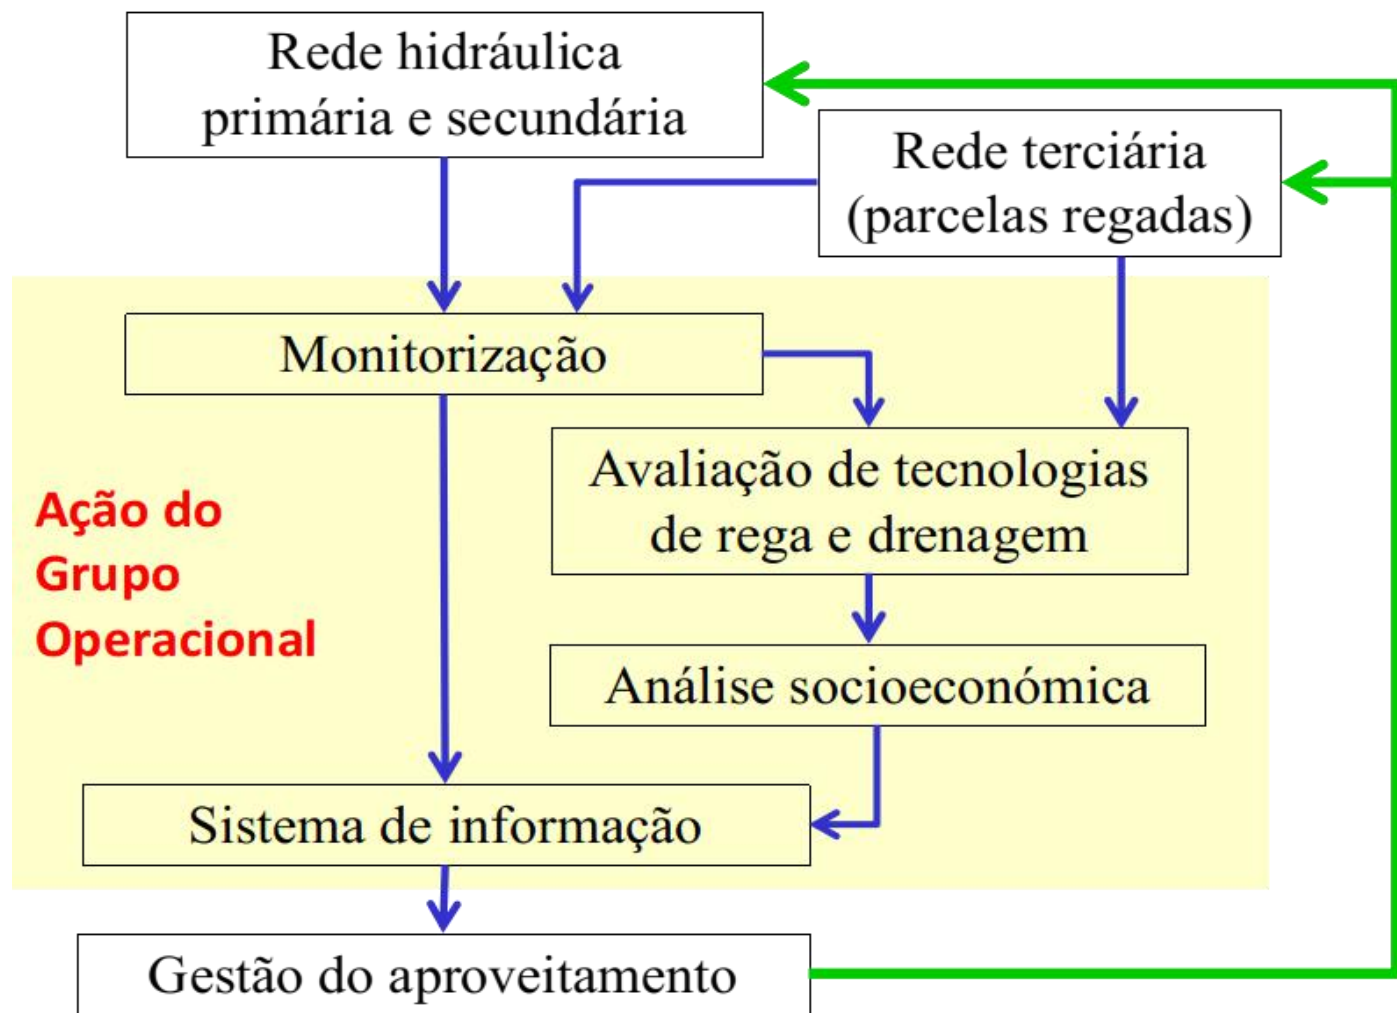 Rede hidráulica
primária e secundária
Rede terciária
(parcelas regadas)
Monitorização
Avaliação de tecnologias
de rega e drenagem
Ação do
Grupo
Operacional
Análise socioeconómica
Sistema de informação
Gestão do aproveitamento